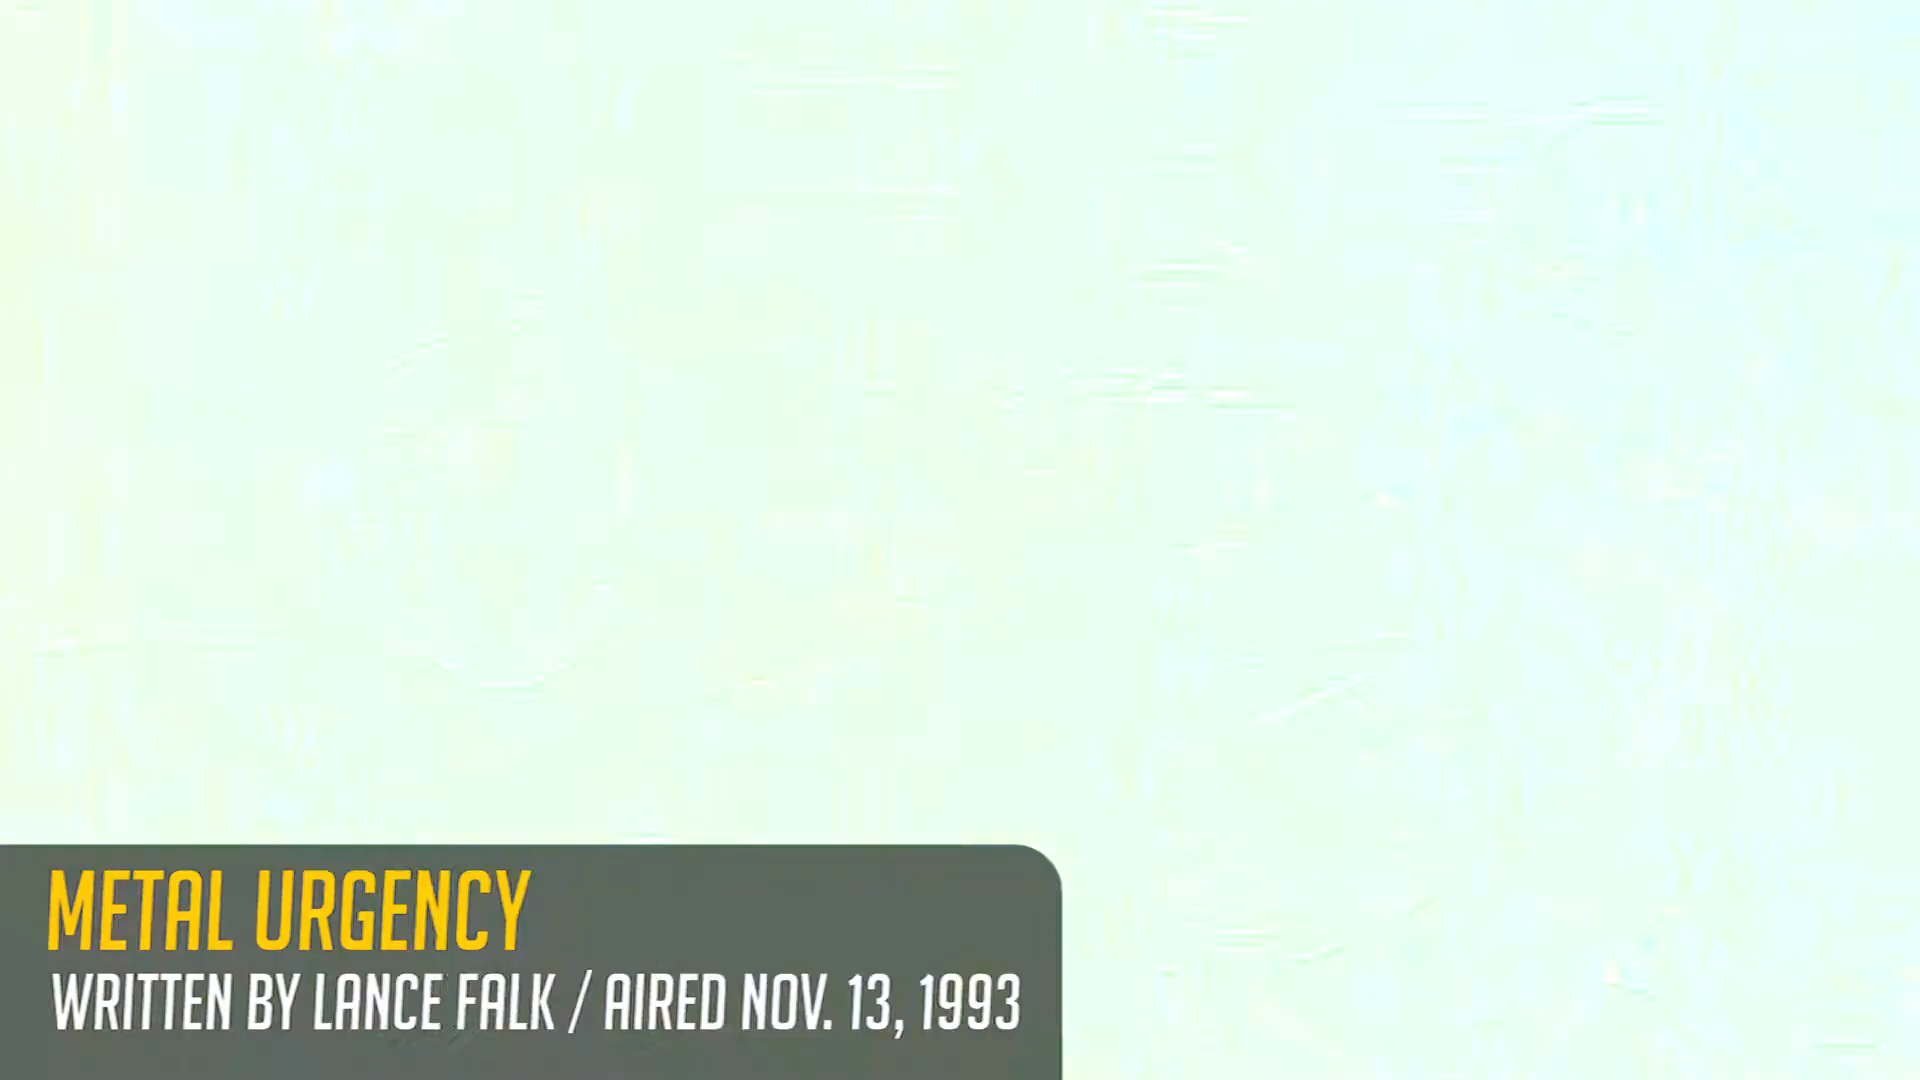 METAL URGENCY
WRITTEN BY LANCE FALK / AIRED NOV. 13, 1993